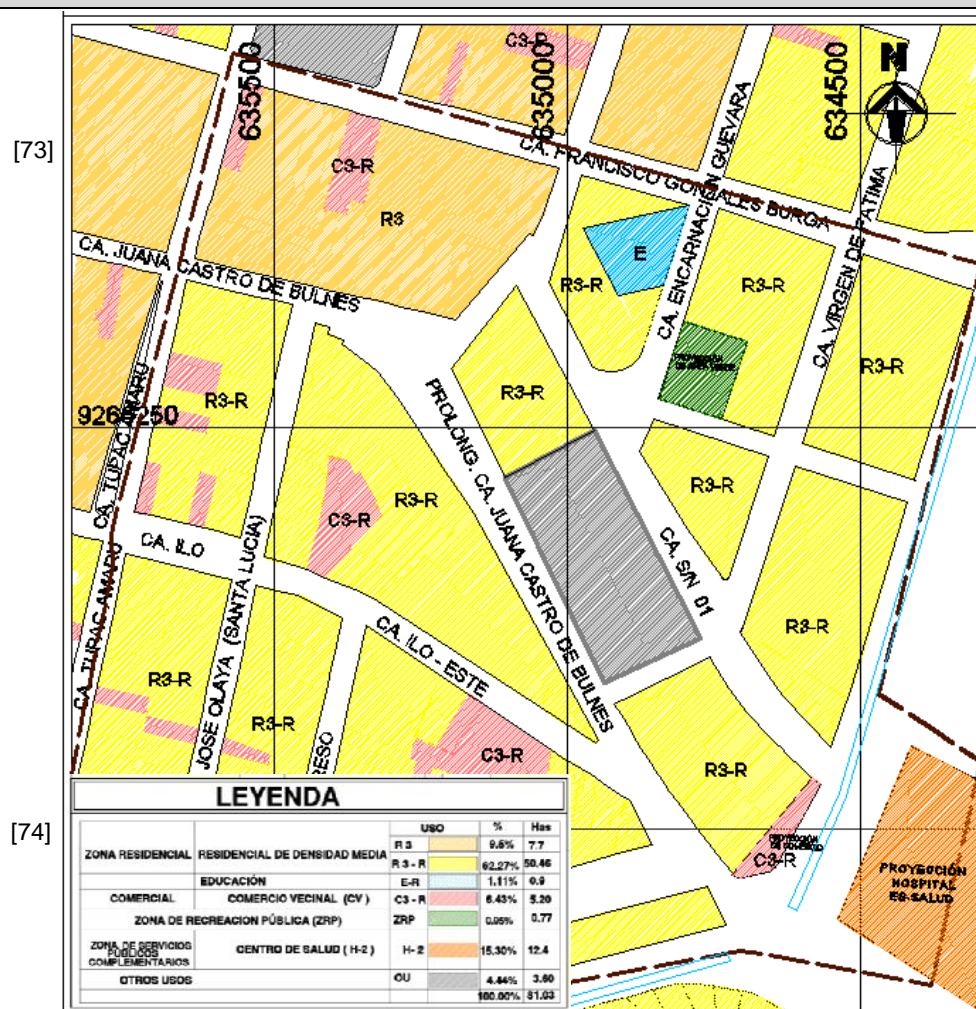 C3-R
N
635500
635000
634500
[73]
C3-R
R3
CA. FRANCISCO GONZALES BURGA
CA. ENCARNACIÓN GUEVARA
CA. VIRGEN DE FATIMA
E
CA. JUANA CASTRO DE BULNES
R3-R
R3-R
R3-R
R3-R
R3-R
CA. TUPAC AMARU
R3-R
C3-R
PROLONG. CA. JUANA CASTRO DE BULNES
R3-R
CA. S/N 01
CA. ILO
JOSE OLAYA (SANTA LUCIA)
CA. TUPAC AMARU
CA. ILO - ESTE
R3-R
R3-R
R3-R
C3-R
R3-R
C3-R
PROYECCIÓN
HOSPITAL
ES-SALUD
[74]
LEYENDA
USO % Has
ZONA RESIDENCIAL RESIDENCIAL DE DENSIDAD MEDIA R 3 9.5% 7.7
R 3 - R 62.27% 50.46
EDUCACIÓN E-R 1.11% 0.9
COMERCIAL COMERCIO VECINAL (CV ) C3 - R 6.43% 5.20
ZONA DE RECREACION PÚBLICA (ZRP) ZRP 0.95% 0.77
ZONA DE SERVICIOS
PÚBLICOS
COMPLEMENTARIOS
CENTRO DE SALUD ( H-2 ) H- 2 15.30% 12.4
OTROS USOS OU 4.44% 3.60
100.00% 81.03